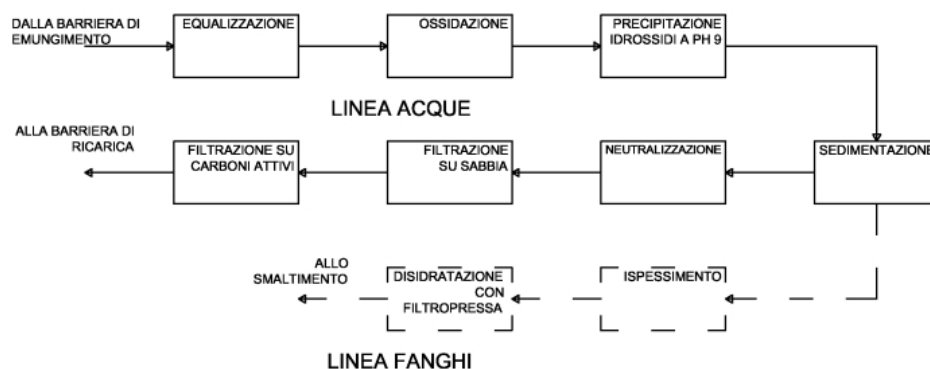 DALLA BARRIERA DI
EMUNGIMENTO
EQUALIZZAZIONE
OSSIDAZIONE
PRECIPITAZIONE
IDROSSIDI A PH 9
LINEA ACQUE
ALLA BARRIERA DI
RICARICA
FILTRAZIONE SU
CARBONI ATTIVI
FILTRAZIONE
SU SABBIA
NEUTRALIZZAZIONE
SEDIMENTAZIONE
ALLO
SMALTIMENTO
DISIDRATAZIONE
CON
FILTROPRESSA
ISPESSIMENTO
LINEA FANGHI